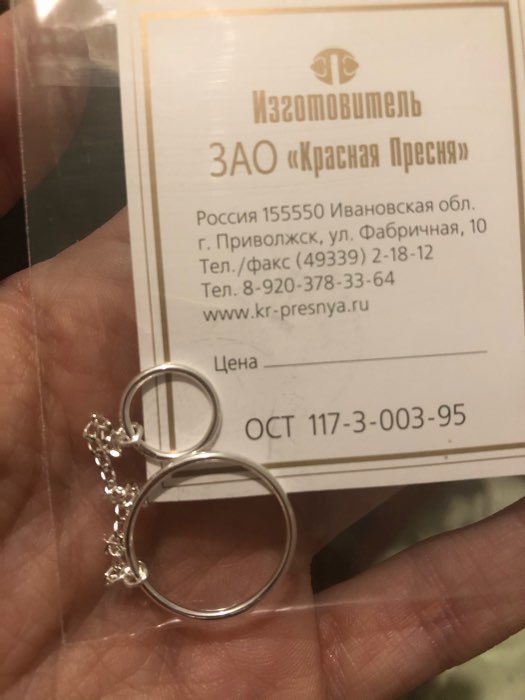 Изготовитель
ЗАО «Красная Пресня»
Россия 155550 Ивановская обл.
г. Приволжск, ул. Фабричная, 10
Тел./факс (49339) 2-18-12
Тел. 8-920-378-33-64
www.kr-presnya.ru
Цена
ОСТ 117-3-003-95